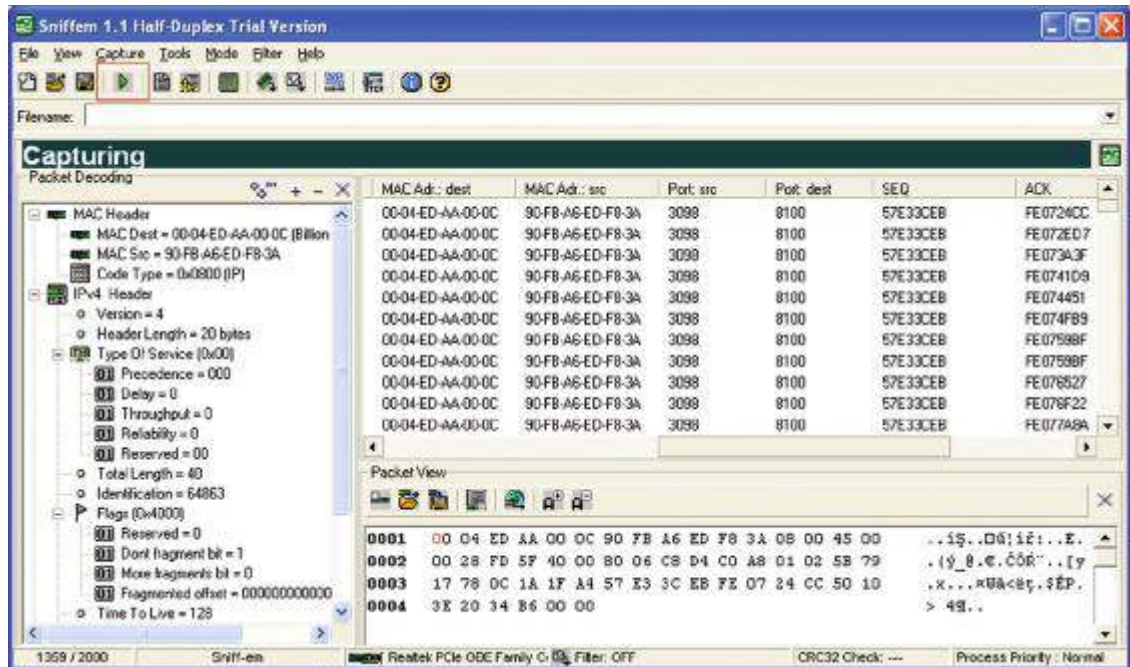 Sniffem 1.1 Half-Duplex Trial Version
File View Capture Tools Mode Filter Help
Filename:
Capturing
Packet Decoding
MAC Header
MAC Dest = 00-04-ED-AA-00-0C (Billion
MAC Src = 90-FB-A6-ED-F8-3A
Code Type = 0x0800 (IP)
IPv4 Header
Version = 4
Header Length = 20 bytes
Type Of Service (0x00)
Precedence = 000
Delay = 0
Throughput = 0
Reliability = 0
Reserved = 00
Total Length = 40
Identification = 64863
Flags (0x4000)
Reserved = 0
Dont fragment bit = 1
More fragments bit = 0
Fragmented offset = 000000000000
Time To Live = 128
MAC Adr.: dest MAC Adr.: src Port: src Port: dest SEQ ACK
00-04-ED-AA-00-0C 90-FB-A6-ED-F8-3A 3098 8100 57E33CEB FE0724CC
00-04-ED-AA-00-0C 90-FB-A6-ED-F8-3A 3098 8100 57E33CEB FE072ED7
00-04-ED-AA-00-0C 90-FB-A6-ED-F8-3A 3098 8100 57E33CEB FE073A3F
00-04-ED-AA-00-0C 90-FB-A6-ED-F8-3A 3098 8100 57E33CEB FE0741D9
00-04-ED-AA-00-0C 90-FB-A6-ED-F8-3A 3098 8100 57E33CEB FE074451
00-04-ED-AA-00-0C 90-FB-A6-ED-F8-3A 3098 8100 57E33CEB FE074FB9
00-04-ED-AA-00-0C 90-FB-A6-ED-F8-3A 3098 8100 57E33CEB FE0759BF
00-04-ED-AA-00-0C 90-FB-A6-ED-F8-3A 3098 8100 57E33CEB FE0759BF
00-04-ED-AA-00-0C 90-FB-A6-ED-F8-3A 3098 8100 57E33CEB FE076527
00-04-ED-AA-00-0C 90-FB-A6-ED-F8-3A 3098 8100 57E33CEB FE076F22
00-04-ED-AA-00-0C 90-FB-A6-ED-F8-3A 3098 8100 57E33CEB FE077A8A
Packet View
0001 00 04 ED AA 00 0C 90 FB A6 ED F8 3A 08 00 45 00
0002 00 28 FD 5F 40 00 80 06 C8 D4 C0 A8 01 02 5B 79
0003 17 78 0C 1A 1F A4 57 E3 3C EB FE 07 24 CC 50 10
0004 3E 20 34 B6 00 00
1359 / 2000 Sniff-em Realtek PCIe GBE Family C Filter: OFF CRC32 Check: --- Process Priority : Normal